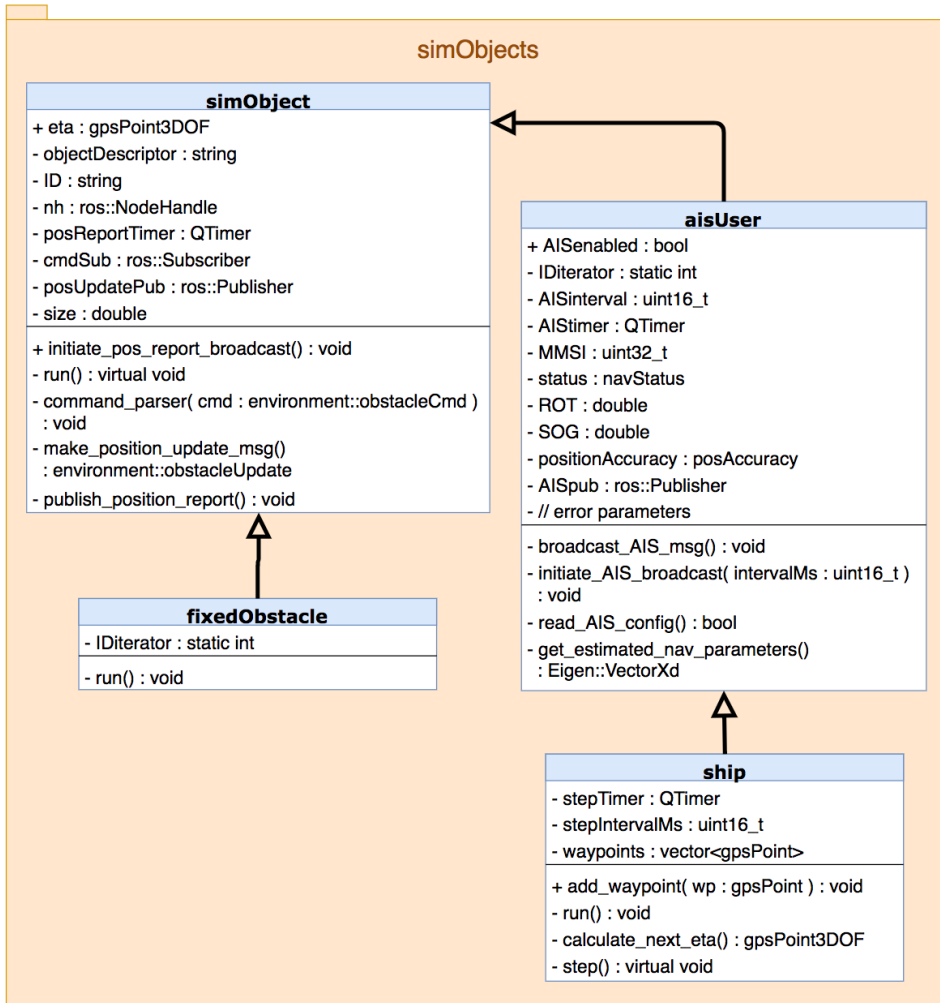 simObjects
simObject
+ eta : gpsPoint3DOF
- objectDescriptor : string
- ID : string
- nh : ros::NodeHandle
- posReportTimer : QTimer
- cmdSub : ros::Subscriber
- posUpdatePub : ros::Publisher
- size : double
+ initiate_pos_report_broadcast() : void
- run() : virtual void
- command_parser( cmd : environment::obstacleCmd )
: void
- make_position_update_msg()
: environment::obstacleUpdate
- publish_position_report() : void
aisUser
+ AISenabled : bool
- IDiterator : static int
- AISinterval : uint16_t
- AIStimer : QTimer
- MMSI : uint32_t
- status : navStatus
- ROT : double
- SOG : double
- positionAccuracy : posAccuracy
- AISpub : ros::Publisher
- // error parameters
- broadcast_AIS_msg() : void
- initiate_AIS_broadcast( intervalMs : uint16_t )
: void
- read_AIS_config() : bool
- get_estimated_nav_parameters()
: Eigen::VectorXd
fixedObstacle
- IDiterator : static int
- run() : void
ship
- stepTimer : QTimer
- stepIntervalMs : uint16_t
- waypoints : vector<gpsPoint>
+ add_waypoint( wp : gpsPoint ) : void
- run() : void
- calculate_next_eta() : gpsPoint3DOF
- step() : virtual void